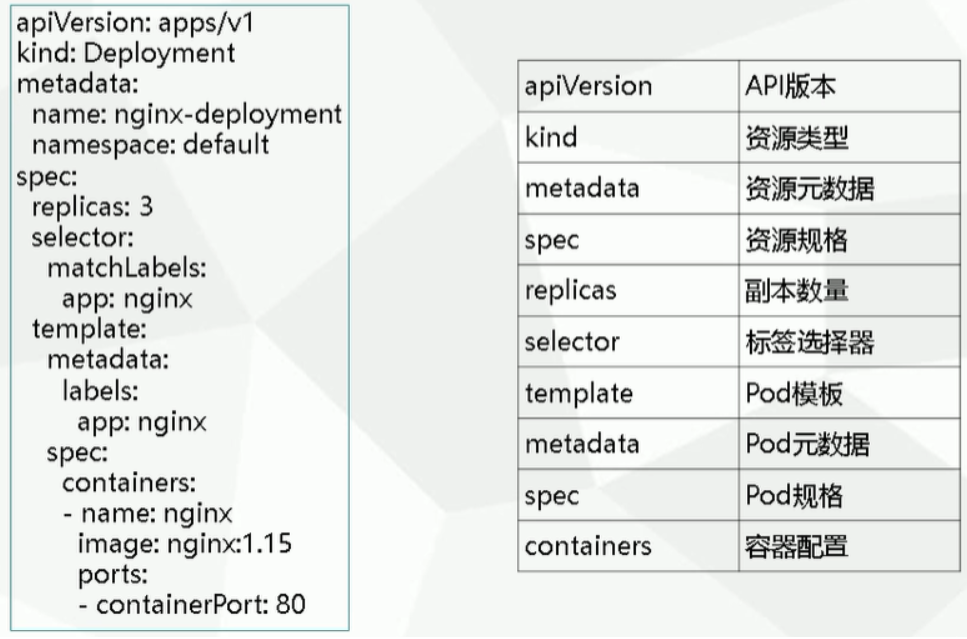 apiVersion: apps/v1
kind: Deployment
metadata:
  name: nginx-deployment
  namespace: default
spec:
  replicas: 3
  selector:
    matchLabels:
      app: nginx
  template:
    metadata:
      labels:
        app: nginx
    spec:
      containers:
      - name: nginx
        image: nginx:1.15
        ports:
        - containerPort: 80
apiVersion API版本
kind 资源类型
metadata 资源元数据
spec 资源规格
replicas 副本数量
selector 标签选择器
template Pod模板
metadata Pod元数据
spec Pod规格
containers 容器配置